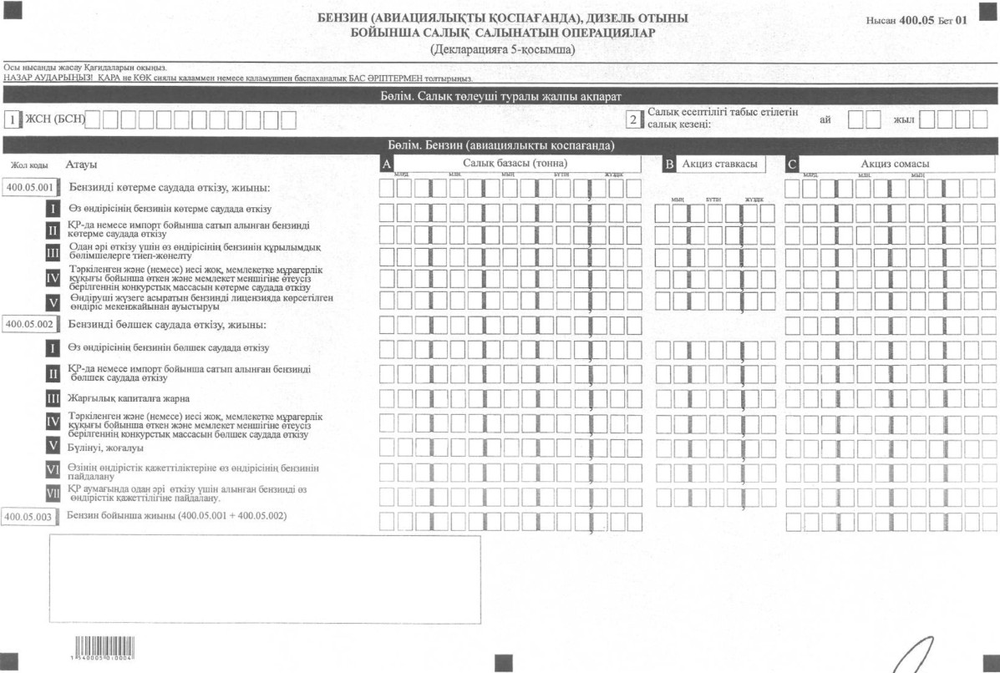 БЕНЗИН (АВИАЦИЯЛЫҚТЫ ҚОСПАҒАНДА), ДИЗЕЛЬ ОТЫНЫ
БОЙЫНША САЛЫҚ САЛЫНАТЫН ОПЕРАЦИЯЛАР
(Декларацияға 5-қосымша)
Нысан 400.05 Бет 01
Осы нысанды жасау Қағидаларын оқыңыз.
НАЗАР АУДАРЫҢЫЗ! ҚАРА не КӨК сиялы қаламмен немесе қаламұшпен баспаханалық БАС ӘРІПТЕРМЕН толтырыңыз.
Бөлім. Салық төлеуші туралы жалпы ақпарат
1 ЖСН (БСН)
2 Салық есептілігі табыс етілетін
салық кезеңі:
ай
жыл
Бөлім. Бензин (авиациялықты қоспағанда)
Жол коды Атауы
A Салық базасы (тонна)
B Акциз ставкасы
C Акциз сомасы
МЛРД. МЛН. МЫҢ БҮТІН ЖҮЗДІК
МЛРД. МЛН. МЫҢ
400.05.001 Бензинді көтерме саудада өткізу, жиыны:
МЫҢ БҮТІН ЖҮЗДІК
I Өз өндірісінің бензинін көтерме саудада өткізу
II ҚР-да немесе импорт бойынша сатып алынған бензинді
көтерме саудада өткізу
III Одан әрі өткізу үшін өз өндірісінің бензинін құрылымдық
бөлімшелерге тиеп-жөнелту
IV Тәркіленген және (немесе) иесі жоқ, мемлекетке мұрагерлік
құқығы бойынша өткен және мемлекет меншігіне өтеусіз
берілгеннің конкурстық массасын көтерме саудада өткізу
V Өндіруші жүзеге асыратын бензинді лицензияда көрсетілген
өндіріс мекенжайынан ауыстыруы
400.05.002 Бензинді бөлшек саудада өткізу, жиыны:
I Өз өндірісінің бензинін бөлшек саудада өткізу
II ҚР-да немесе импорт бойынша сатып алынған бензинді
бөлшек саудада өткізу
III Жарғылық капиталға жарна
IV Тәркіленген және (немесе) иесі жоқ, мемлекетке мұрагерлік
құқығы бойынша өткен және мемлекет меншігіне өтеусіз
берілгеннің конкурстық массасын бөлшек саудада өткізу
V Бүлінуі, жоғалуы
VI Өзінің өндірістік қажеттіліктеріне өз өндірісінің бензинін
пайдалану
VII ҚР аумағында одан әрі өткізу үшін алынған бензинді өз
өндірістік қажеттілігіне пайдалану.
400.05.003 Бензин бойынша жиыны (400.05.001 + 400.05.002)